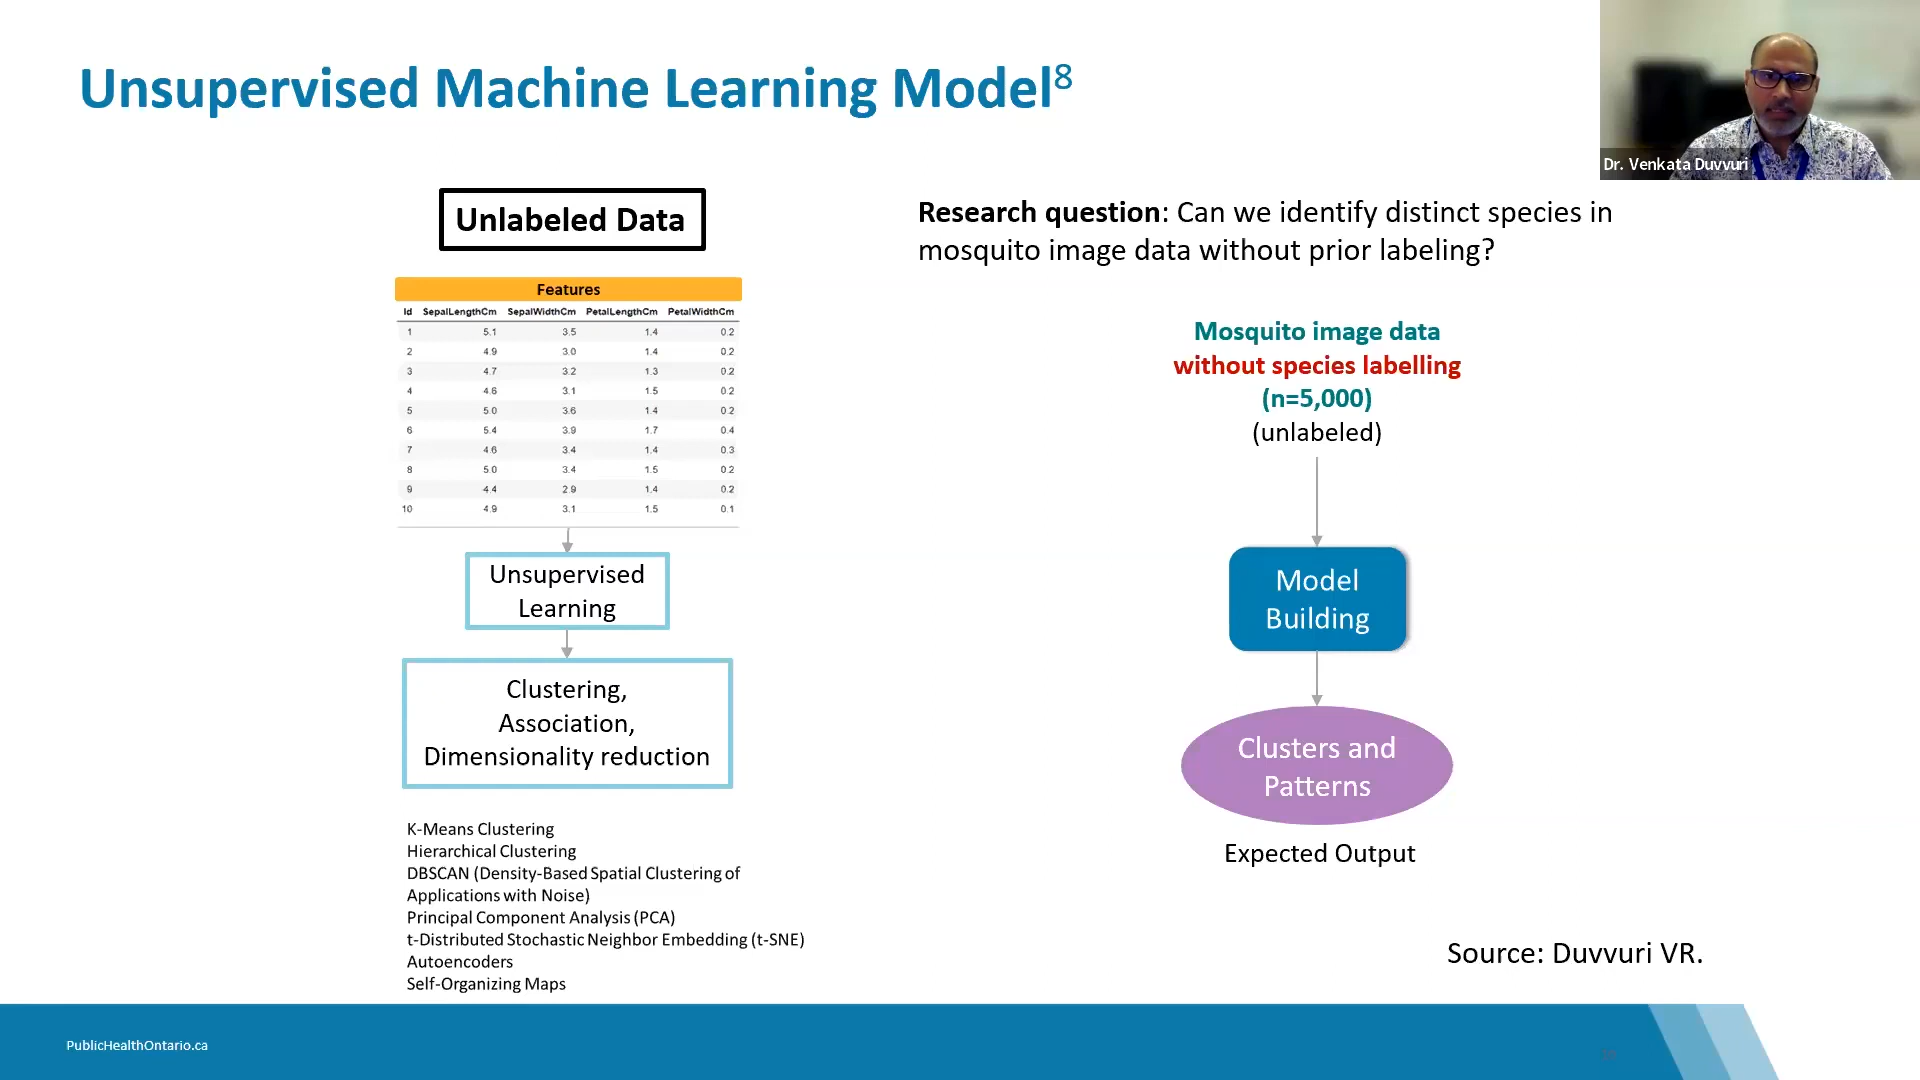 Unsupervised Machine Learning Model8
Dr. Venkata Duvvuri
Unlabeled Data
Features
Id SepalLengthCm SepalWidthCm PetalLengthCm PetalWidthCm
1 5.1 3.5 1.4 0.2
2 4.9 3.0 1.4 0.2
3 4.7 3.2 1.3 0.2
4 4.6 3.1 1.5 0.2
5 5.0 3.6 1.4 0.2
6 5.4 3.9 1.7 0.4
7 4.6 3.4 1.4 0.3
8 5.0 3.4 1.5 0.2
9 4.4 2.9 1.4 0.2
10 4.9 3.1 1.5 0.1
Unsupervised
Learning
Clustering,
Association,
Dimensionality reduction
K-Means Clustering
Hierarchical Clustering
DBSCAN (Density-Based Spatial Clustering of
Applications with Noise)
Principal Component Analysis (PCA)
t-Distributed Stochastic Neighbor Embedding (t-SNE)
Autoencoders
Self-Organizing Maps
Research question: Can we identify distinct species in
mosquito image data without prior labeling?
Mosquito image data
without species labelling
(n=5,000)
(unlabeled)
Model
Building
Clusters and
Patterns
Expected Output
Source: Duvvuri VR.
PublicHealthOntario.ca